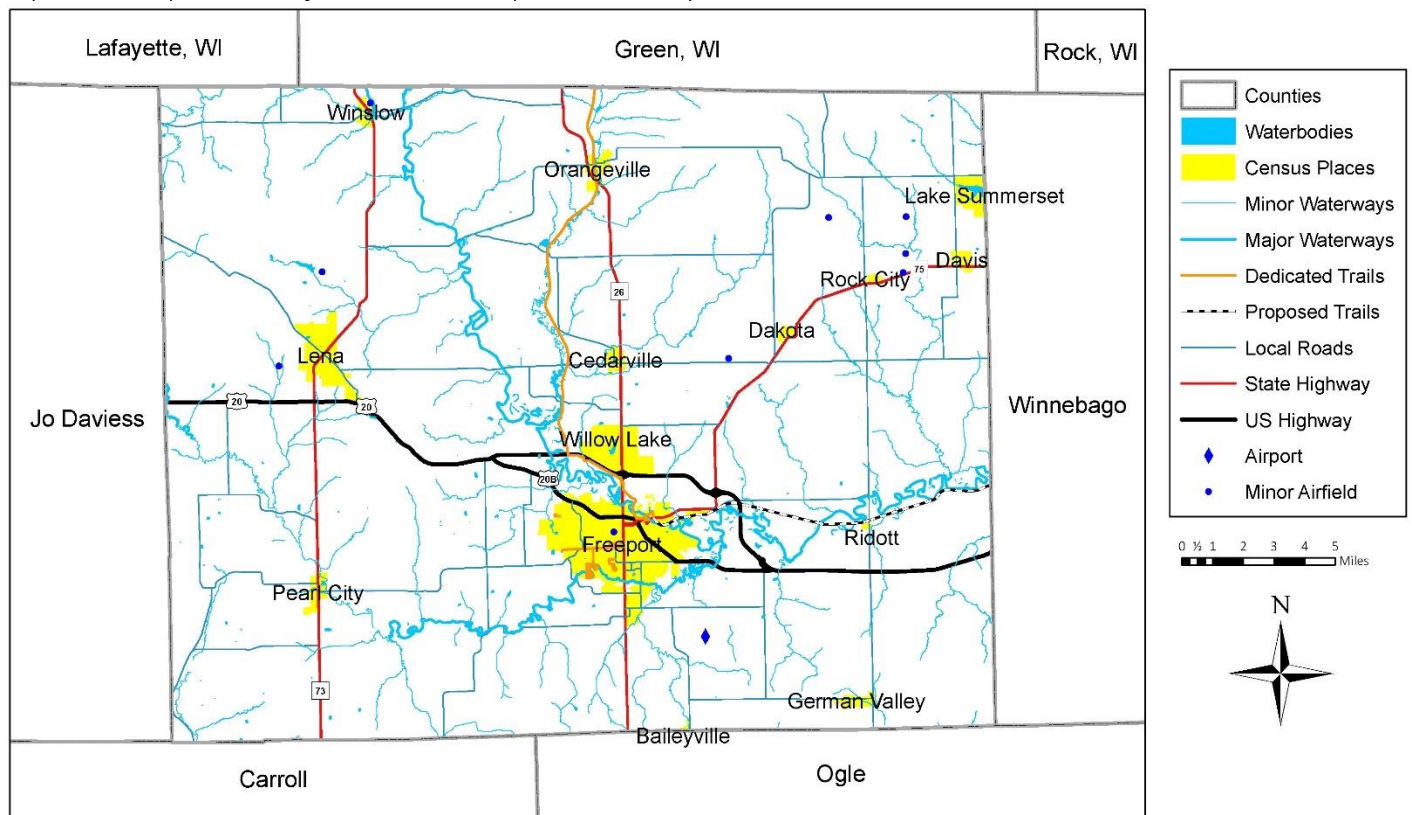 Lafayette, WI
Green, WI
Rock, WI
Winslow
Orangeville
Lake Summerset
Davis
75
Rock City
26
Dakota
Lena
Cedarville
20
20
Jo Daviess
Winnebago
Willow Lake
20B
Freeport
Ridott
Pearl City
73
German Valley
Baileyville
Carroll
Ogle
Counties
Waterbodies
Census Places
Minor Waterways
Major Waterways
Dedicated Trails
Proposed Trails
Local Roads
State Highway
US Highway
Airport
Minor Airfield
0 ½ 1 2 3 4 5
Miles
N